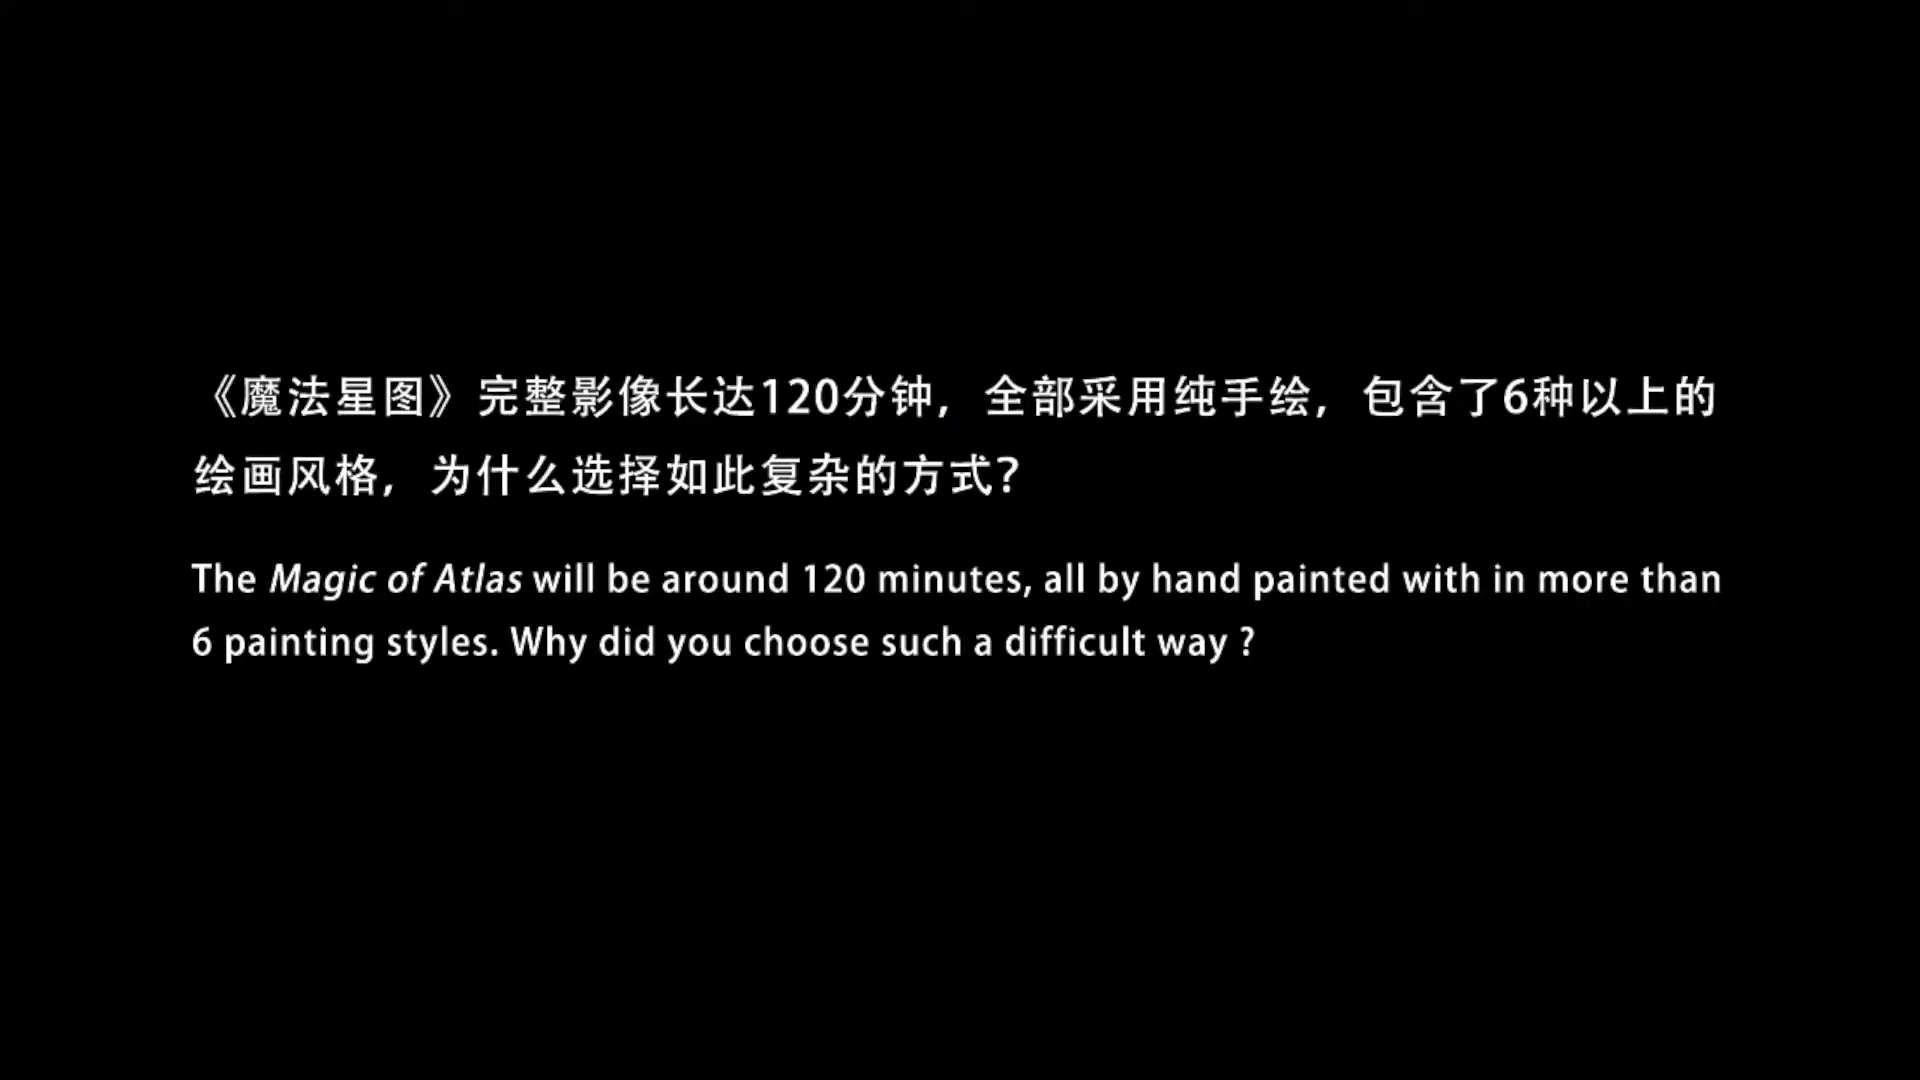 《魔法星图》完整影像长达120分钟，全部采用纯手绘，包含了6种以上的
绘画风格，为什么选择如此复杂的方式？
The Magic of Atlas will be around 120 minutes, all by hand painted with in more than
6 painting styles. Why did you choose such a difficult way ?